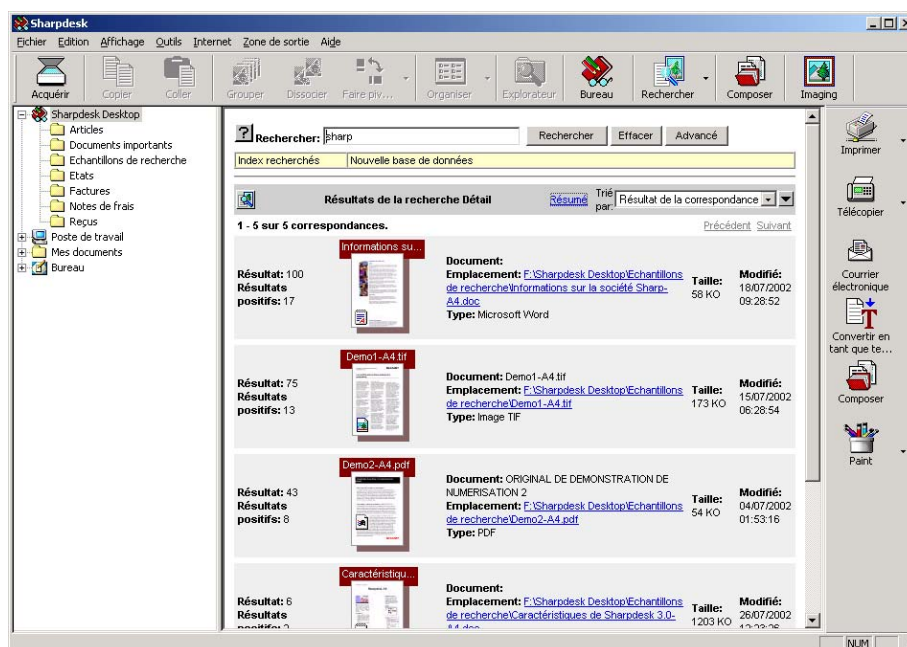 Sharpdesk
Fichier Edition Affichage Outils Internet Zone de sortie Aide
Acquérir Copier Coller Grouper Dissocier Faire piv... Organiser Explorateur Bureau Rechercher Composer Imaging
Sharpdesk Desktop
Articles
Documents importants
Echantillons de recherche
Etats
Factures
Notes de frais
Reçus
Poste de travail
Mes documents
Bureau
Rechercher: sharp Rechercher Effacer Avancé
Index recherchés Nouvelle base de données
Résultats de la recherche Détail Résumé Trié par: Résultat de la correspondance
1 - 5 sur 5 correspondances. Précédent Suivant
Informations su...
Résultat: 100
Résultats
positifs: 17
Document:
Emplacement: F:\Sharpdesk Desktop\Echantillons
de recherche\Informations sur la société Sharp-
A4.doc
Type: Microsoft Word
Taille:
58 KO
Modifié:
18/07/2002
09:28:52
Demo1-A4.tif
Résultat: 75
Résultats
positifs: 13
Document: Demo1-A4.tif
Emplacement: F:\Sharpdesk Desktop\Echantillons
de recherche\Demo1-A4.tif
Type: Image TIF
Taille:
173 KO
Modifié:
15/07/2002
06:28:54
Demo2-A4.pdf
Résultat: 43
Résultats
positifs: 8
Document: ORIGINAL DE DEMONSTRATION DE
NUMERISATION 2
Emplacement: F:\Sharpdesk Desktop\Echantillons
de recherche\Demo2-A4.pdf
Type: PDF
Taille:
54 KO
Modifié:
04/07/2002
01:53:16
Caractéristiqu...
Résultat: 6
Résultats
Document:
Emplacement: F:\Sharpdesk Desktop\Echantillons
de recherche\Caractéristiques de Sharpdesk 3.0-
Taille:
1203 KO
Modifié:
26/07/2002
Imprimer
Télécopier
Courrier
électronique
Convertir en
tant que te...
Composer
Paint
NUM